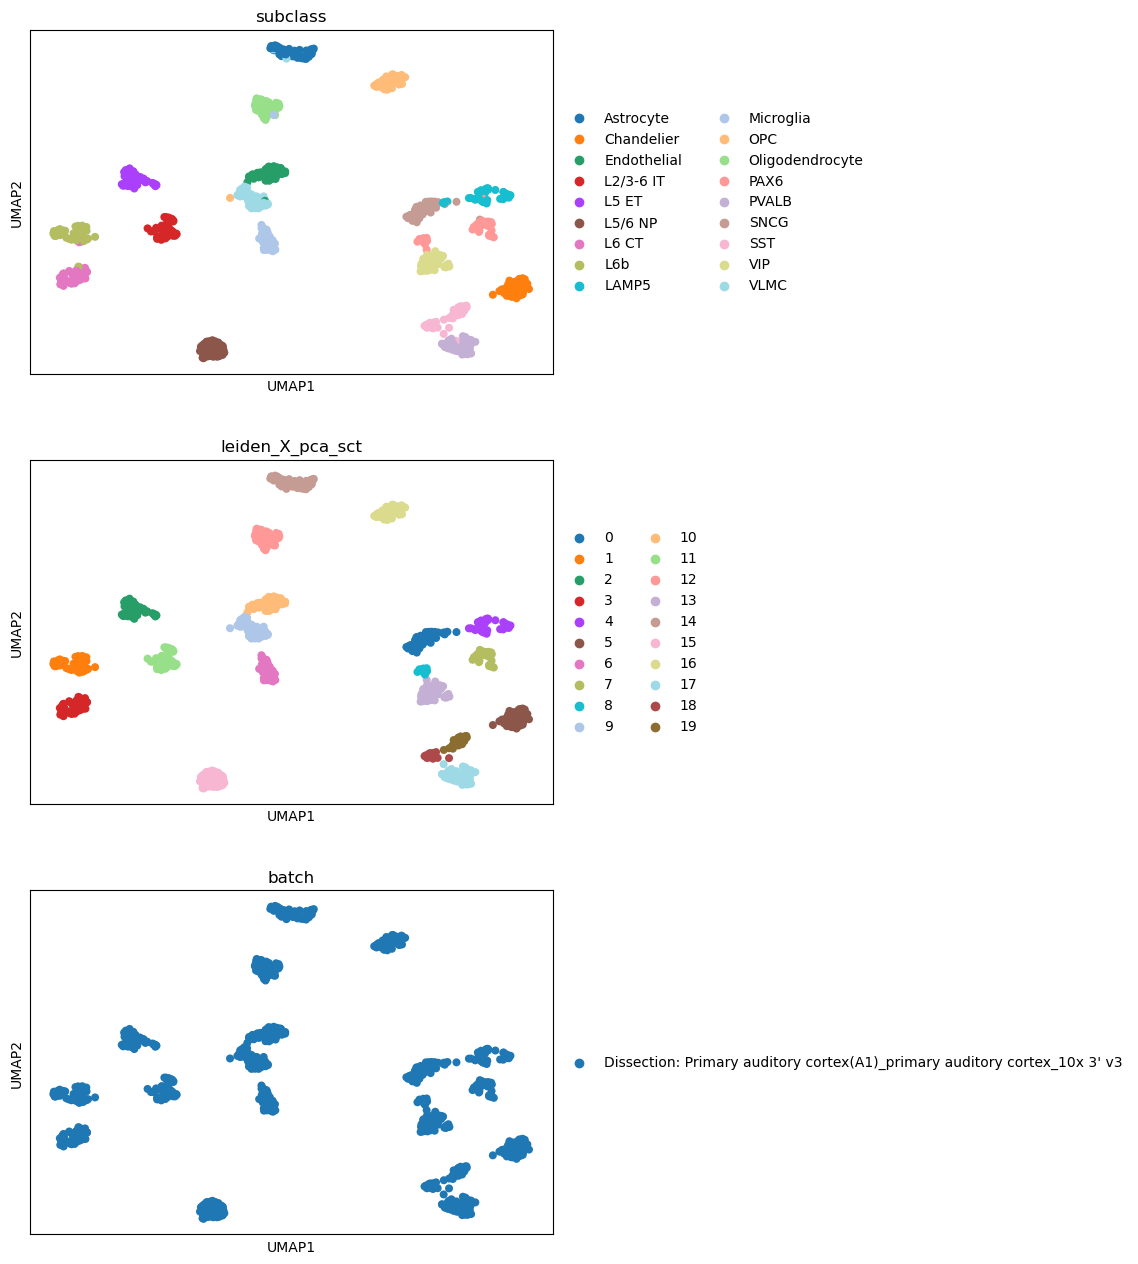 subclass
UMAP2
UMAP1
Astrocyte
Chandelier
Endothelial
L2/3-6 IT
L5 ET
L5/6 NP
L6 CT
L6b
LAMP5
Microglia
OPC
Oligodendrocyte
PAX6
PVALB
SNCG
SST
VIP
VLMC
leiden_X_pca_sct
UMAP2
UMAP1
0
1
2
3
4
5
6
7
8
9
10
11
12
13
14
15
16
17
18
19
batch
UMAP2
UMAP1
Dissection: Primary auditory cortex(A1)_primary auditory cortex_10x 3' v3